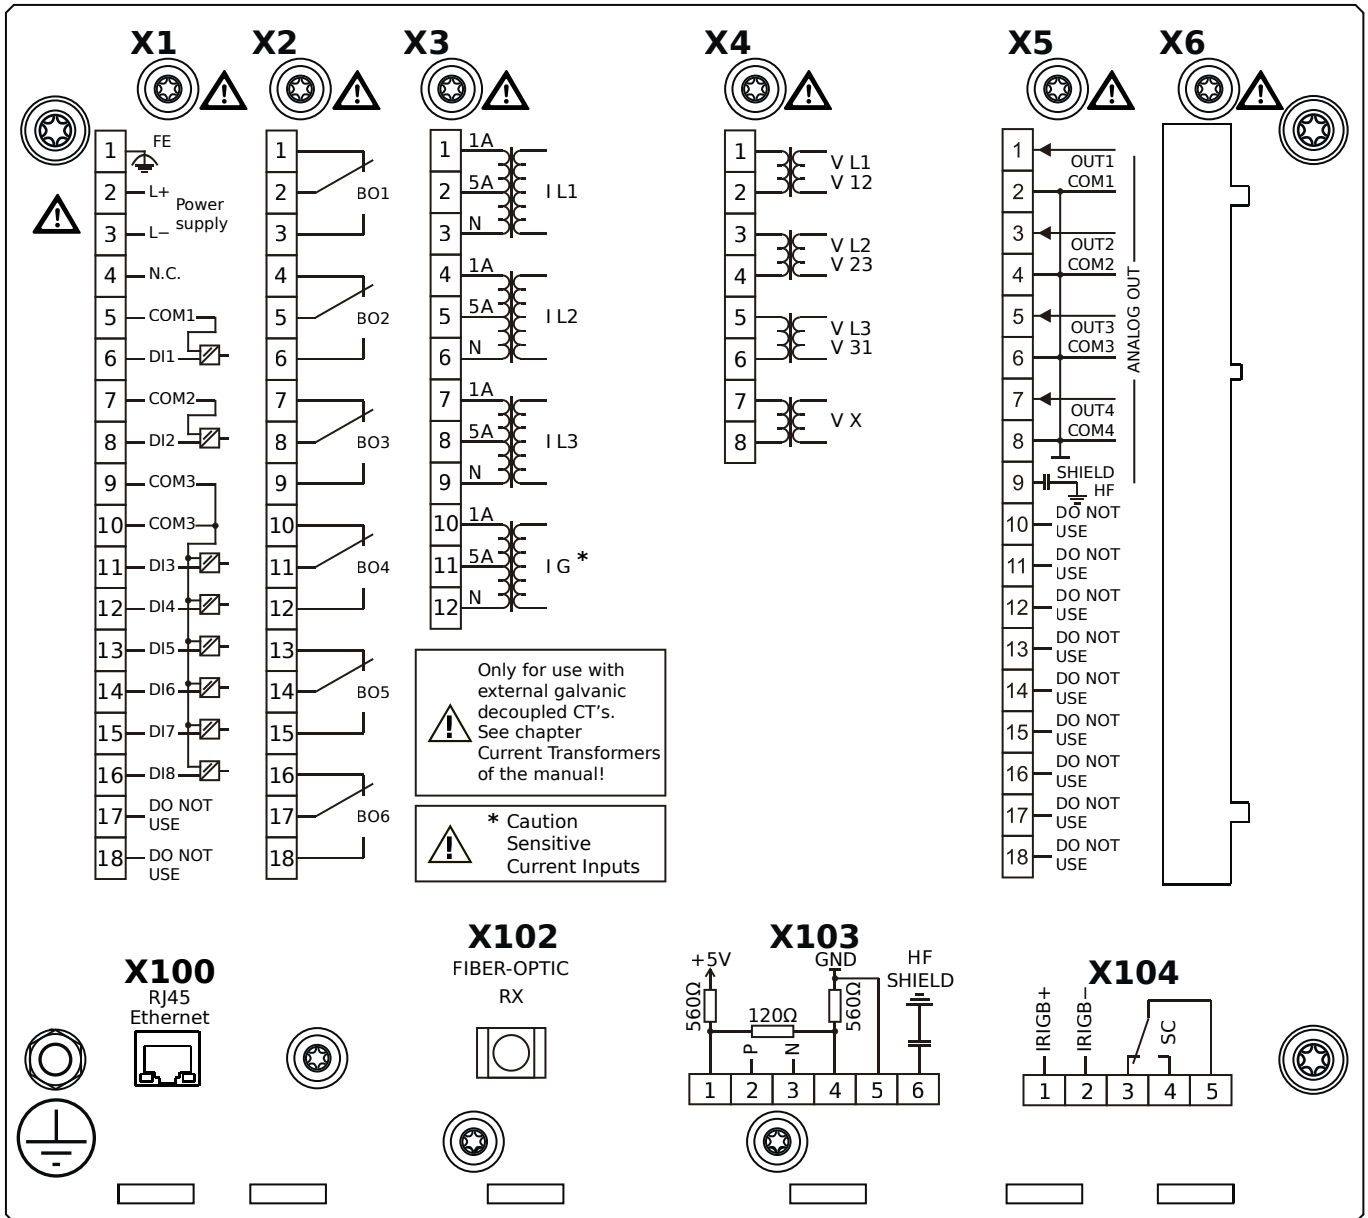 X1
X2
X3
X4
X5
X6
1
FE
2
L+
Power
supply
3
L−
4
N.C.
5
COM1
6
DI1
7
COM2
8
DI2
9
COM3
10
COM3
11
DI3
12
DI4
13
DI5
14
DI6
15
DI7
16
DI8
17
DO NOT
USE
18
DO NOT
USE
1
2
BO1
3
4
5
BO2
6
7
8
BO3
9
10
11
BO4
12
13
14
BO5
15
16
17
BO6
18
1
1A
2
5A
I L1
3
N
4
1A
5
5A
I L2
6
N
7
1A
8
5A
I L3
9
N
10
1A
11
5A
I G *
12
N
Only for use with
external galvanic
decoupled CT's.
See chapter
Current Transformers
of the manual!
* Caution
Sensitive
Current Inputs
1
2
V L1
V 12
3
4
V L2
V 23
5
6
V L3
V 31
7
8
V X
1
OUT1
2
COM1
3
OUT2
4
COM2
5
OUT3
6
COM3
7
OUT4
8
COM4
ANALOG OUT
9
SHIELD
HF
10
DO NOT
USE
11
DO NOT
USE
12
DO NOT
USE
13
DO NOT
USE
14
DO NOT
USE
15
DO NOT
USE
16
DO NOT
USE
17
DO NOT
USE
18
DO NOT
USE
X100
RJ45
Ethernet
X102
FIBER-OPTIC
RX
X103
+5V
GND
HF
SHIELD
560Ω
120Ω
560Ω
P
N
1 2 3 4 5 6
X104
IRIGB+
IRIGB−
SC
1 2 3 4 5